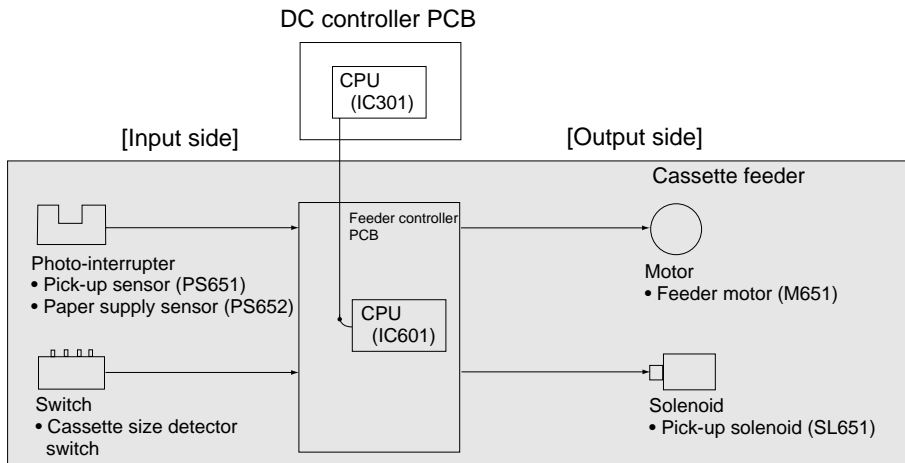 DC controller PCB
CPU
(IC301)
[Input side]
[Output side]
Cassette feeder
Feeder controller
PCB
Photo-interrupter
• Pick-up sensor (PS651)
• Paper supply sensor (PS652)
Motor
• Feeder motor (M651)
CPU
(IC601)
Switch
• Cassette size detector
switch
Solenoid
• Pick-up solenoid (SL651)